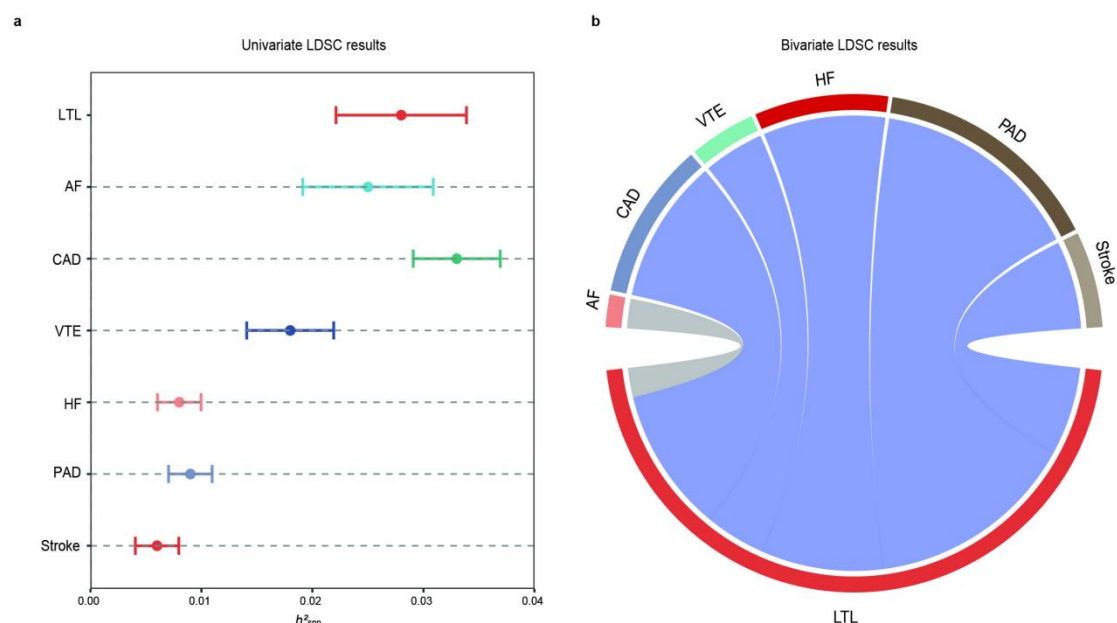 a
Univariate LDSC results
LTL
AF
CAD
VTE
HF
PAD
Stroke
0.00 0.01 0.02 0.03 0.04
h²snp
b
Bivariate LDSC results
HF
VTE
PAD
CAD
Stroke
AF
LTL